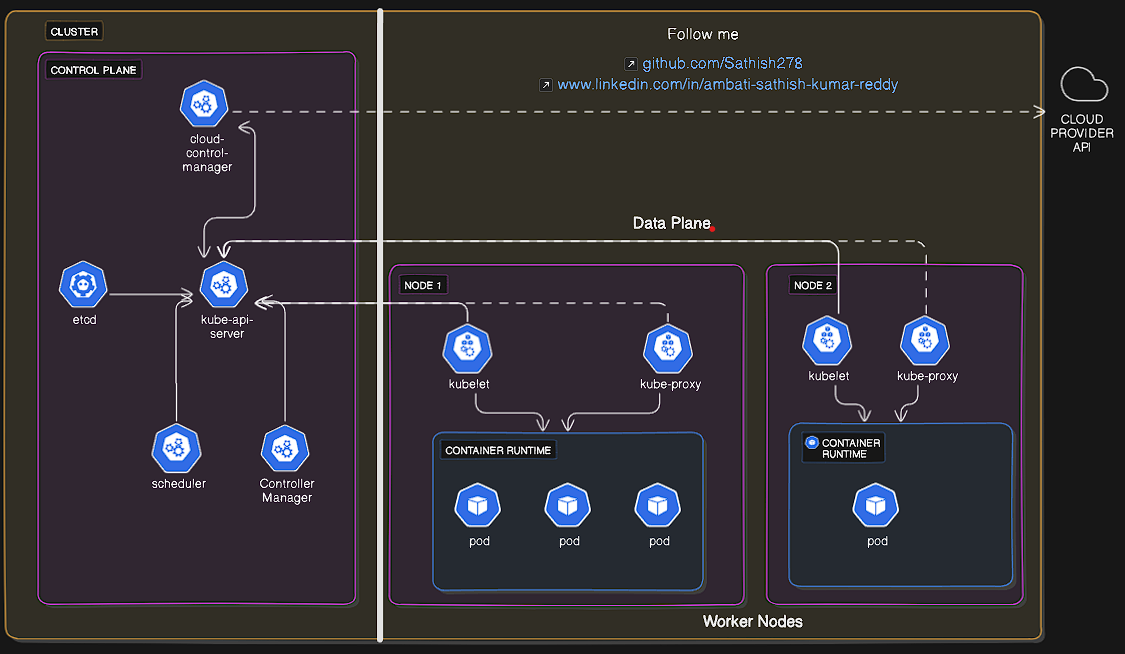 CLUSTER
CONTROL PLANE
cloud-
control-
manager
Follow me
github.com/Sathish278
www.linkedin.com/in/ambati-sathish-kumar-reddy
CLOUD
PROVIDER
API
Data Plane
etcd
kube-api-
server
scheduler
Controller
Manager
NODE 1
kubelet
kube-proxy
CONTAINER RUNTIME
pod
pod
pod
NODE 2
kubelet
kube-proxy
CONTAINER
RUNTIME
pod
Worker Nodes